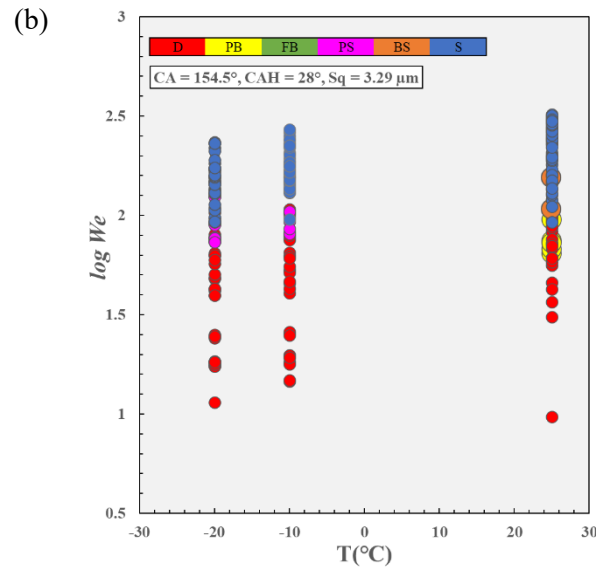 (b)
3
D PB FB PS BS S
CA = 154.5°, CAH = 28°, Sq = 3.29 μm
2.5
2
log We
1.5
1
0.5
-30 -20 -10 0 10 20 30
T(°C)